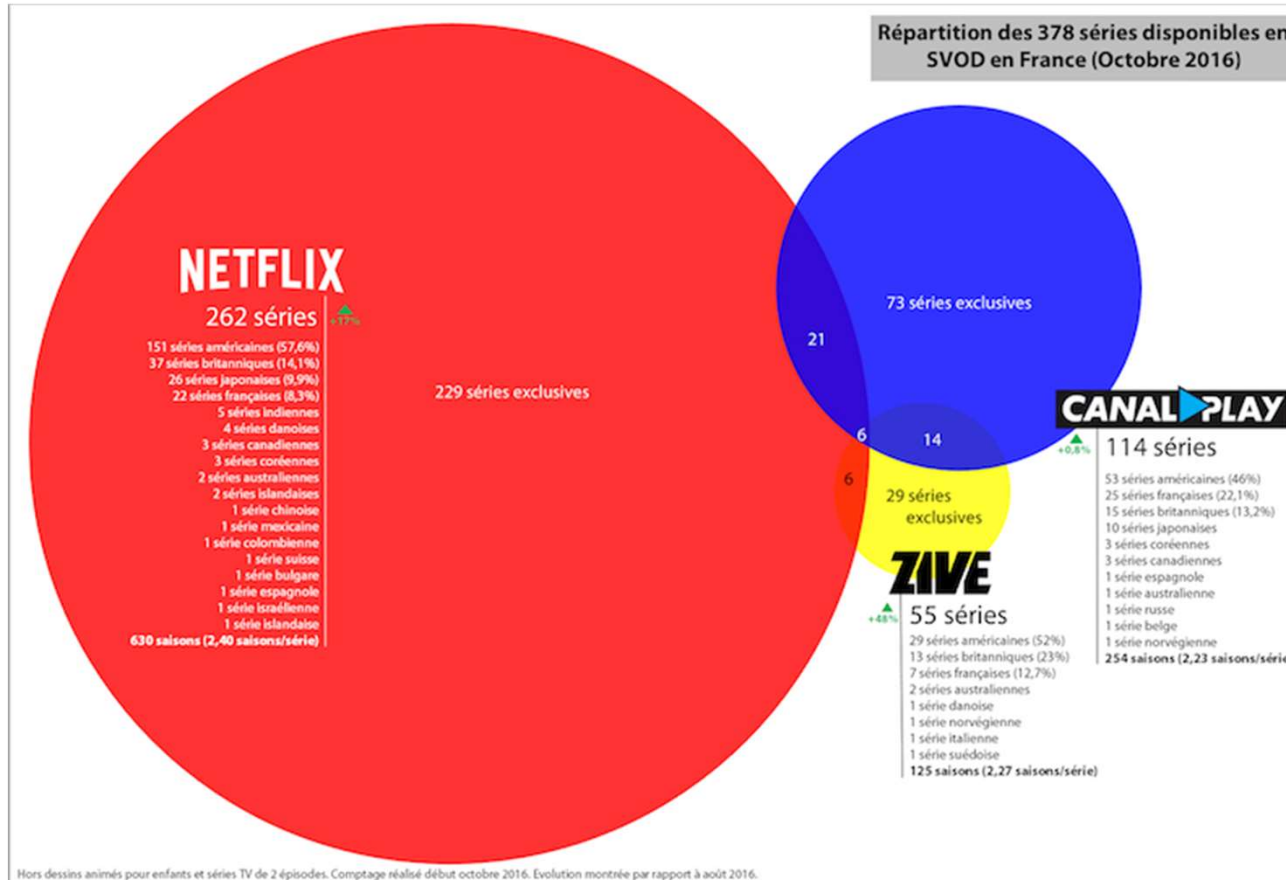 Répartition des 378 séries disponibles en
SVOD en France (Octobre 2016)
NETFLIX
262 séries
+17%
151 séries américaines (57,6%)
37 séries britanniques (14,1%)
26 séries japonaises (9,9%)
22 séries françaises (8,3%)
5 séries indiennes
4 séries danoises
3 séries canadiennes
3 séries coréennes
2 séries australiennes
2 séries islandaises
1 série chinoise
1 série mexicaine
1 série colombienne
1 série suisse
1 série bulgare
1 série espagnole
1 série israélienne
1 série islandaise
630 saisons (2,40 saisons/série)
229 séries exclusives
21
73 séries exclusives
6
14
6
29 séries
exclusives
CANAL PLAY
+0,8%
114 séries
53 séries américaines (46%)
25 séries françaises (22,1%)
15 séries britanniques (13,2%)
10 séries japonaises
3 séries coréennes
3 séries canadiennes
1 série espagnole
1 série australienne
1 série russe
1 série belge
1 série norvégienne
254 saisons (2,23 saisons/série
ZIVE
+48%
55 séries
29 séries américaines (52%)
13 séries britanniques (23%)
7 séries françaises (12,7%)
2 séries australiennes
1 série danoise
1 série norvégienne
1 série italienne
1 série suédoise
125 saisons (2,27 saisons/série)
Hors dessins animés pour enfants et séries TV de 2 épisodes. Comptage réalisé début octobre 2016. Evolution montrée par rapport à août 2016.